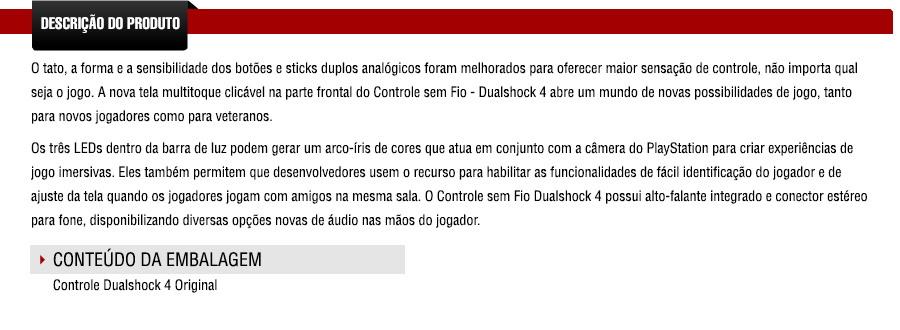 DESCRIÇÃO DO PRODUTO
O tato, a forma e a sensibilidade dos botões e sticks duplos analógicos foram melhorados para oferecer maior sensação de controle, não importa qual
seja o jogo. A nova tela multitoque clicável na parte frontal do Controle sem Fio - Dualshock 4 abre um mundo de novas possibilidades de jogo, tanto
para novos jogadores como para veteranos.
Os três LEDs dentro da barra de luz podem gerar um arco-íris de cores que atua em conjunto com a câmera do PlayStation para criar experiências de
jogo imersivas. Eles também permitem que desenvolvedores usem o recurso para habilitar as funcionalidades de fácil identificação do jogador e de
ajuste da tela quando os jogadores jogam com amigos na mesma sala. O Controle sem Fio Dualshock 4 possui alto-falante integrado e conector estéreo
para fone, disponibilizando diversas opções novas de áudio nas mãos do jogador.
CONTEÚDO DA EMBALAGEM
Controle Dualshock 4 Original